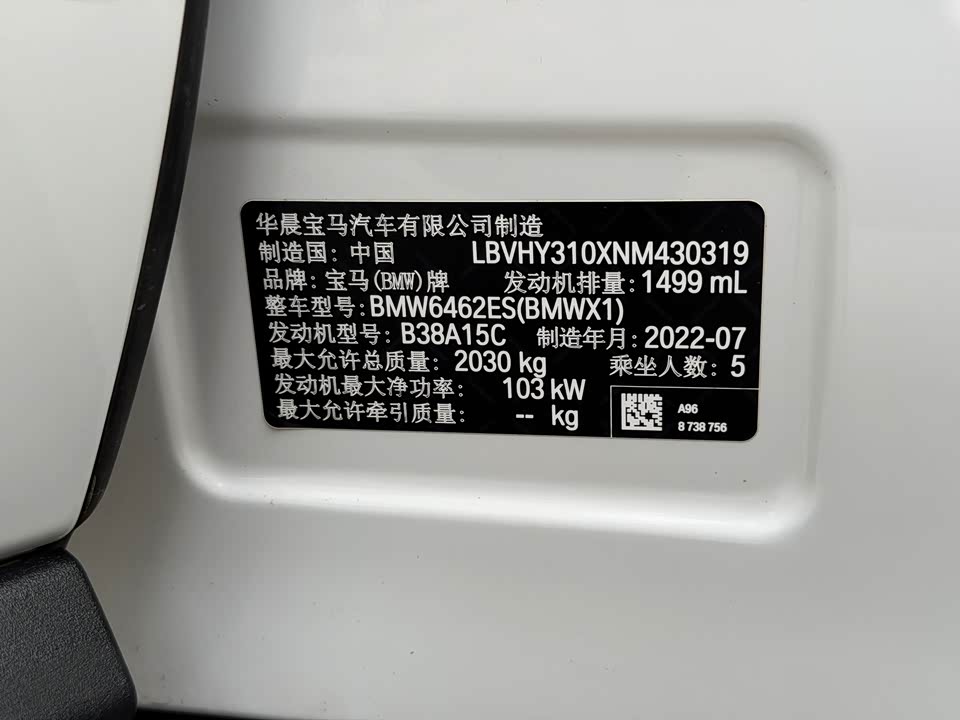 华晨宝马汽车有限公司制造
制造国：中国 LBVHY310XNM430319
品牌：宝马(BMW)牌 发动机排量：1499 mL
整车型号：BMW6462ES(BMWX1)
发动机型号：B38A15C 制造年月：2022-07
最大允许总质量：2030 kg 乘坐人数：5
发动机最大净功率：103 kW
最大允许牵引质量：-- kg
A96
8 738 756